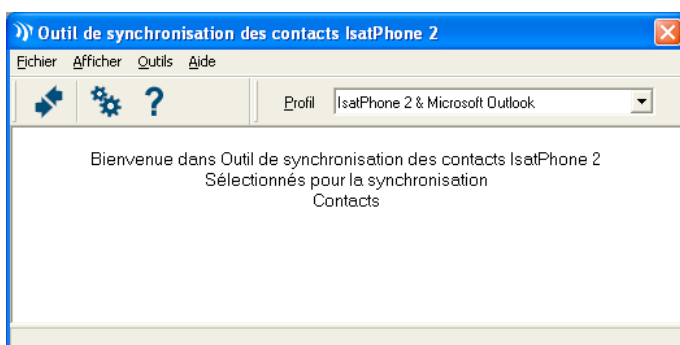 Outil de synchronisation des contacts IsatPhone 2
Fichier Afficher Outils Aide
Profil IsatPhone 2 & Microsoft Outlook
Bienvenue dans Outil de synchronisation des contacts IsatPhone 2
Sélectionnés pour la synchronisation
Contacts